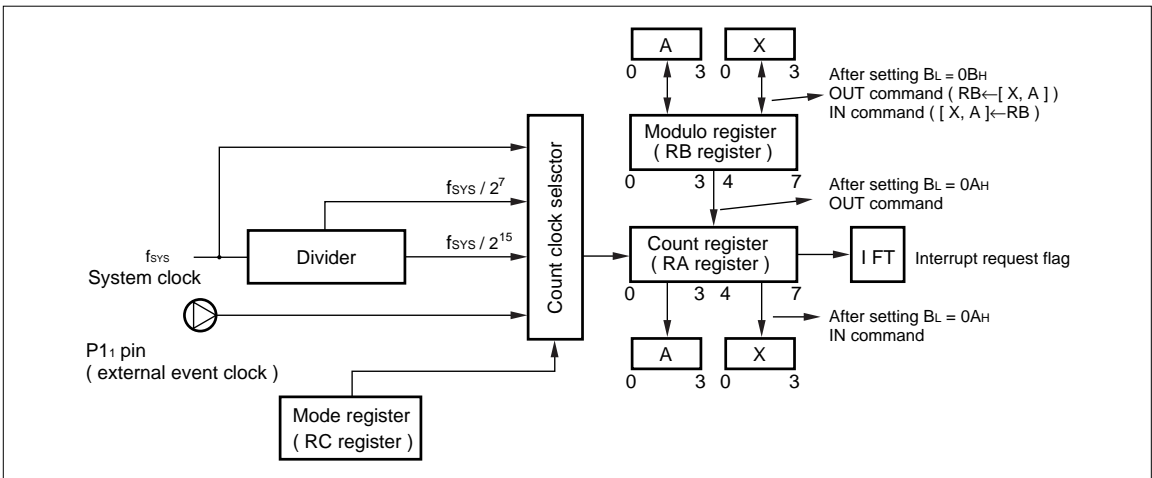 A X
0 3 0 3
After setting BL = 0BH
OUT command ( RB←[ X, A ] )
IN command ( [ X, A ]←RB )
Modulo register
( RB register )
0 3 4 7
After setting BL = 0AH
OUT command
Count clock selsctor
fSYS / 2⁷
fSYS / 2¹⁵
fSYS
System clock
Divider
Count register
( RA register )
0 3 4 7
I FT
Interrupt request flag
After setting BL = 0AH
IN command
P1₁ pin
( external event clock )
A X
0 3 0 3
Mode register
( RC register )